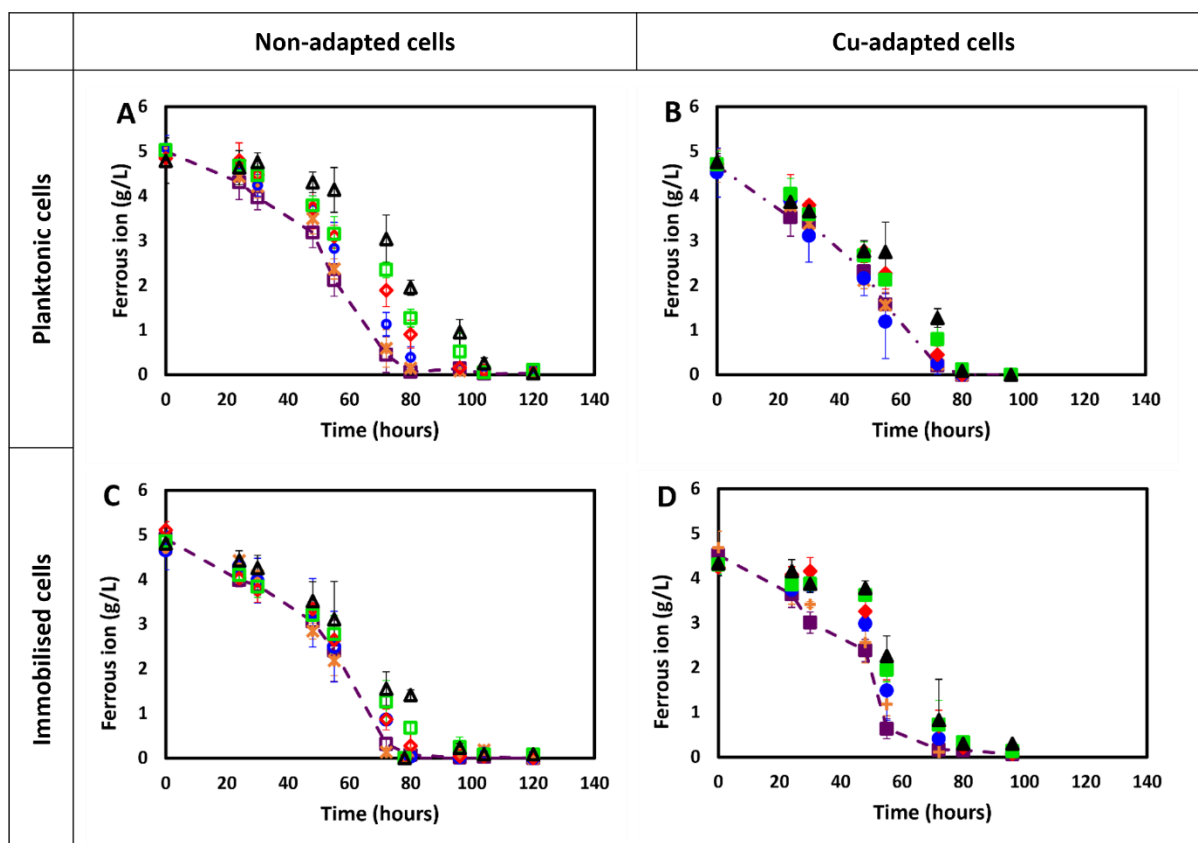 Non-adapted cells
Cu-adapted cells
Planktonic cells
A
6
5
4
3
2
1
0
Ferrous ion (g/L)
0 20 40 60 80 100 120 140
Time (hours)
B
6
5
4
3
2
1
0
Ferrous ion (g/L)
0 20 40 60 80 100 120 140
Time (hours)
Immobilised cells
C
6
5
4
3
2
1
0
Ferrous ion (g/L)
0 20 40 60 80 100 120 140
Time (hours)
D
6
5
4
3
2
1
0
Ferrous ion (g/L)
0 20 40 60 80 100 120 140
Time (hours)